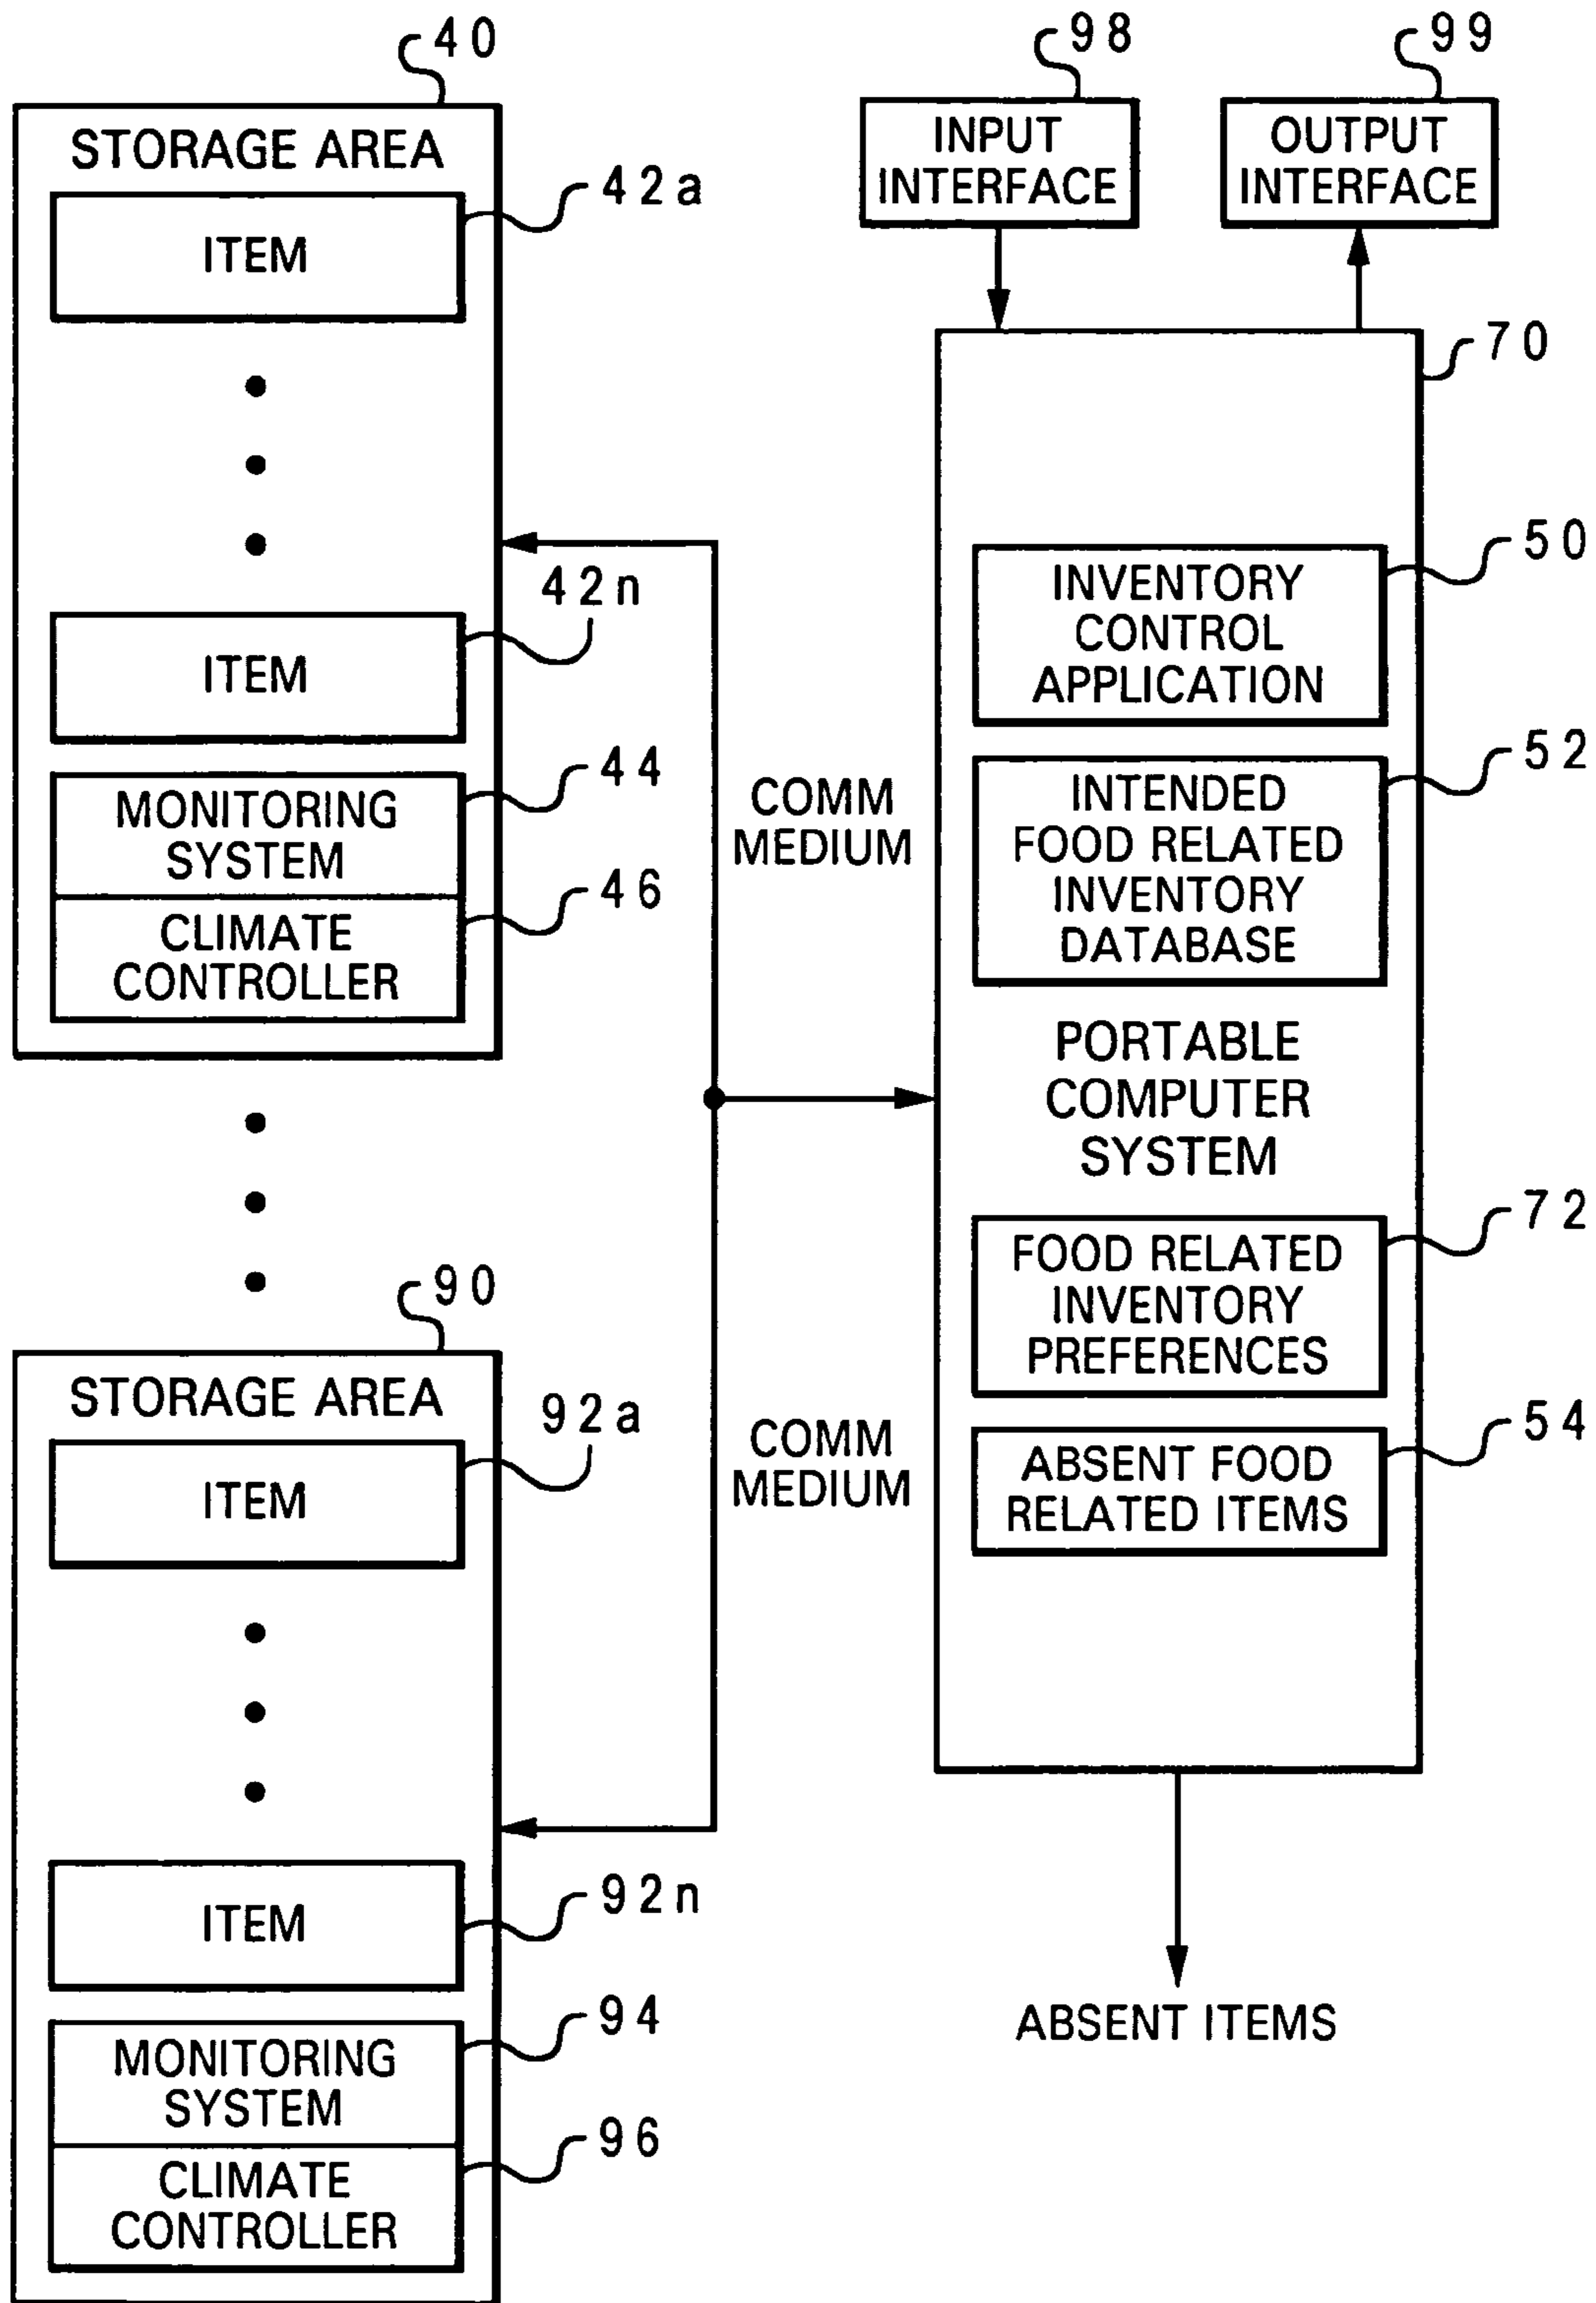 40
STORAGE AREA
42a
ITEM
42n
ITEM
44
MONITORING
SYSTEM
46
CLIMATE
CONTROLLER
90
STORAGE AREA
92a
ITEM
92n
ITEM
94
MONITORING
SYSTEM
96
CLIMATE
CONTROLLER
COMM
MEDIUM
COMM
MEDIUM
98
INPUT
INTERFACE
99
OUTPUT
INTERFACE
70
50
INVENTORY
CONTROL
APPLICATION
52
INTENDED
FOOD RELATED
INVENTORY
DATABASE
PORTABLE
COMPUTER
SYSTEM
72
FOOD RELATED
INVENTORY
PREFERENCES
54
ABSENT FOOD
RELATED ITEMS
ABSENT ITEMS